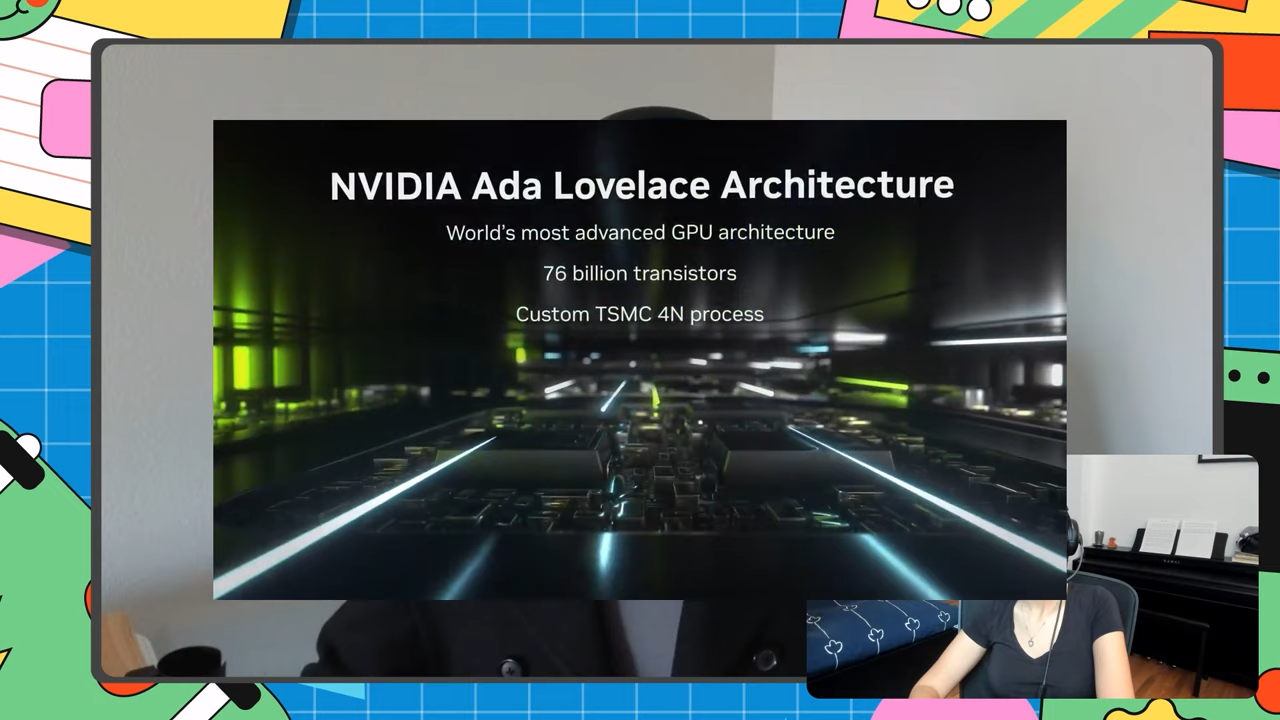 NVIDIA Ada Lovelace Architecture
World's most advanced GPU architecture
76 billion transistors
Custom TSMC 4N process